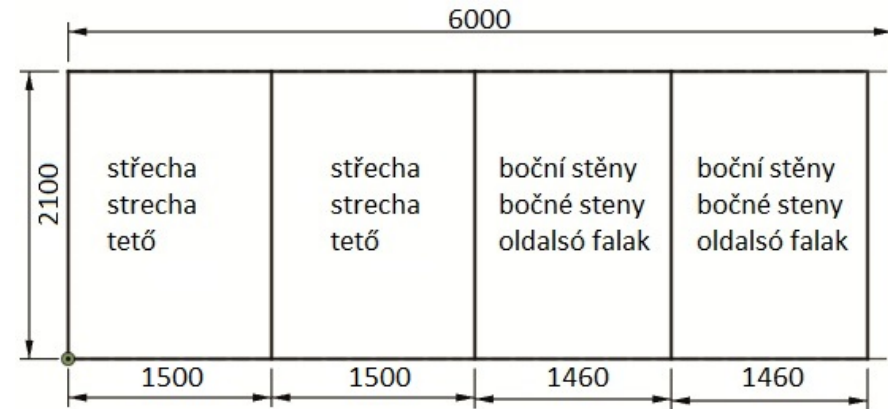 6000
2100
střecha
strecha
tető
střecha
strecha
tető
boční stěny
bočné steny
oldalsó falak
boční stěny
bočné steny
oldalsó falak
1500
1500
1460
1460